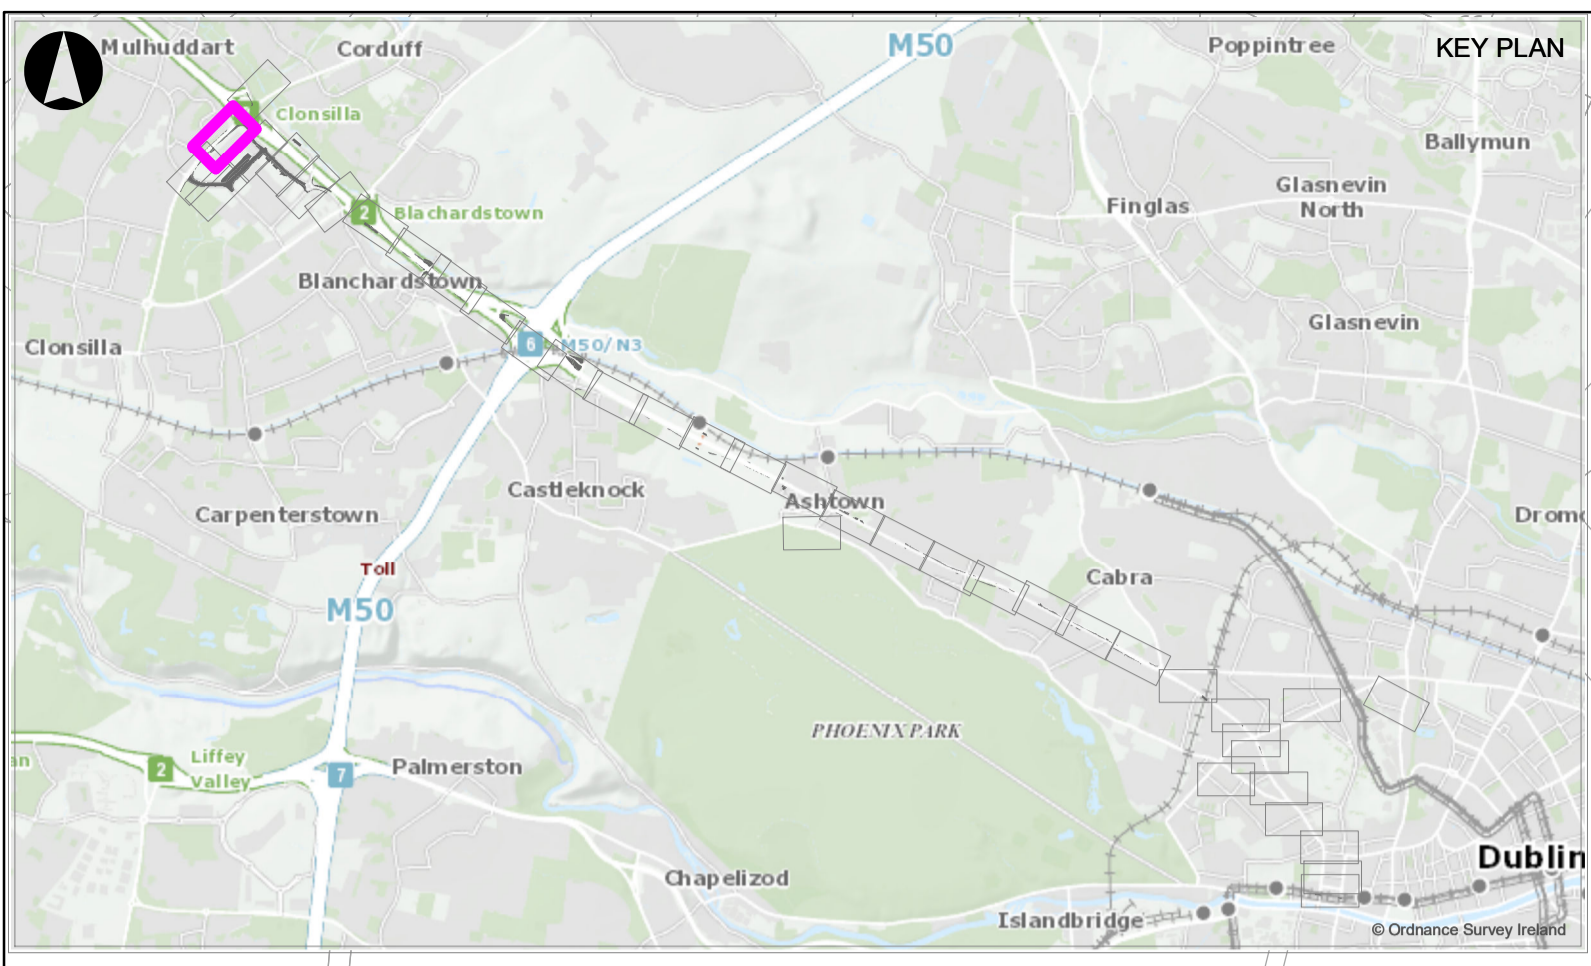 KEY PLAN
Mulhuddart
Corduff
M50
Poppintree
Clonsilla
Ballymun
2
Blachardstown
Finglas
Glasnevin
North
Blanchardstown
Clonsilla
6
M50/N3
Glasnevin
Castleknock
Ashtown
Carpenterstown
Toll
M50
Cabra
PHOENIX PARK
2
Liffey
Valley
7
Palmerston
Chapelizod
Islandbridge
Dublin
© Ordnance Survey Ireland